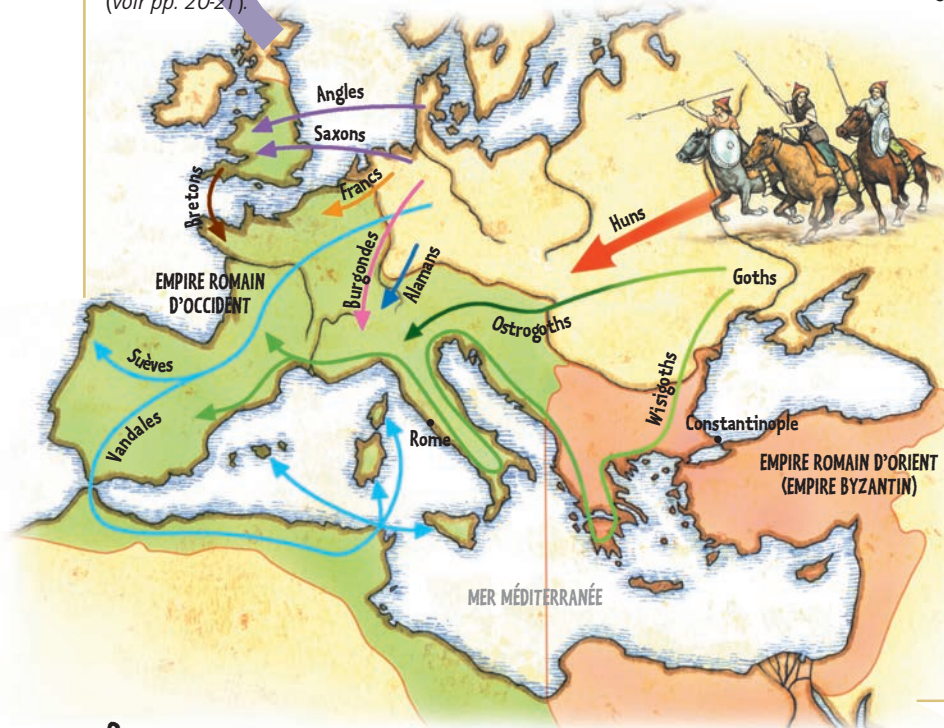 (voir pp. 20-21).
Angles
Saxons
Francs
Bretons
Huns
Burgondes
Alamans
EMPIRE ROMAIN
D'OCCIDENT
Goths
Ostrogoths
Suèves
Wisigoths
Vandales
Rome
Constantinople
EMPIRE ROMAIN D'ORIENT
(EMPIRE BYZANTIN)
MER MÉDITERRANÉE